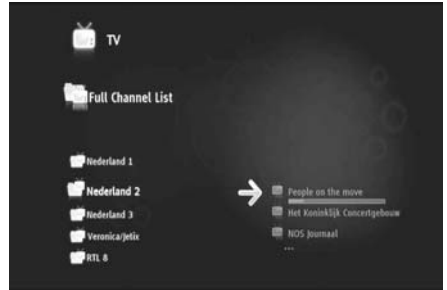 TV
Full Channel List
Nederland 1
Nederland 2
Nederland 3
Veronica/Jetix
RTL 8
People on the move
Het Koninklijk Concertgebouw
NOS Journaal
...